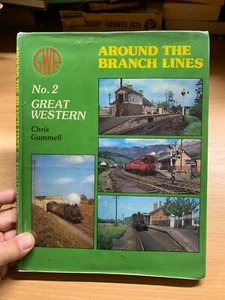 GWR
AROUND THE
BRANCH LINES
No. 2
GREAT
WESTERN
Chris
Gammell